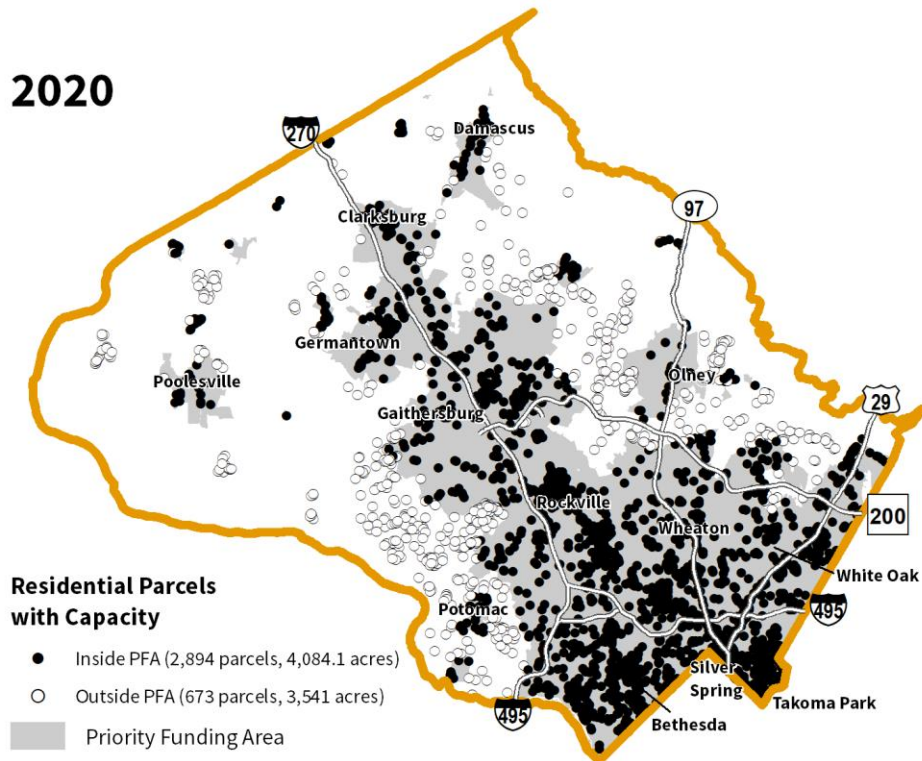 2020
270
Damascus
97
Clarksburg
Germantown
Poolesville
Olney
29
Gaithersburg
Rockville
Wheaton
200
White Oak
495
Potomac
Silver
Spring
Takoma Park
Bethesda
495
Residential Parcels
with Capacity
Inside PFA (2,894 parcels, 4,084.1 acres)
Outside PFA (673 parcels, 3,541 acres)
Priority Funding Area